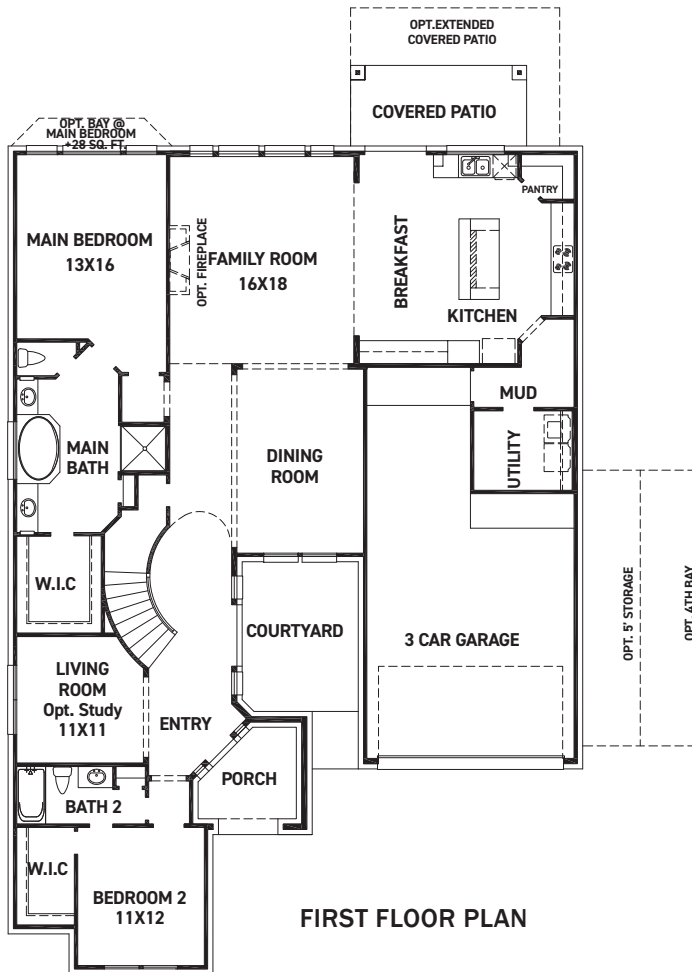 OPT.EXTENDED
COVERED PATIO
COVERED PATIO
OPT. BAY @
MAIN BEDROOM
+28 SQ. FT.
PANTRY
MAIN BEDROOM
13X16
OPT. FIREPLACE
FAMILY ROOM
16X18
BREAKFAST
KITCHEN
MUD
UTILITY
MAIN
BATH
DINING
ROOM
W.I.C
COURTYARD
3 CAR GARAGE
OPT. 5' STORAGE
OPT. 4TH BAY
LIVING
ROOM
Opt. Study
11X11
ENTRY
PORCH
BATH 2
W.I.C
BEDROOM 2
11X12
FIRST FLOOR PLAN